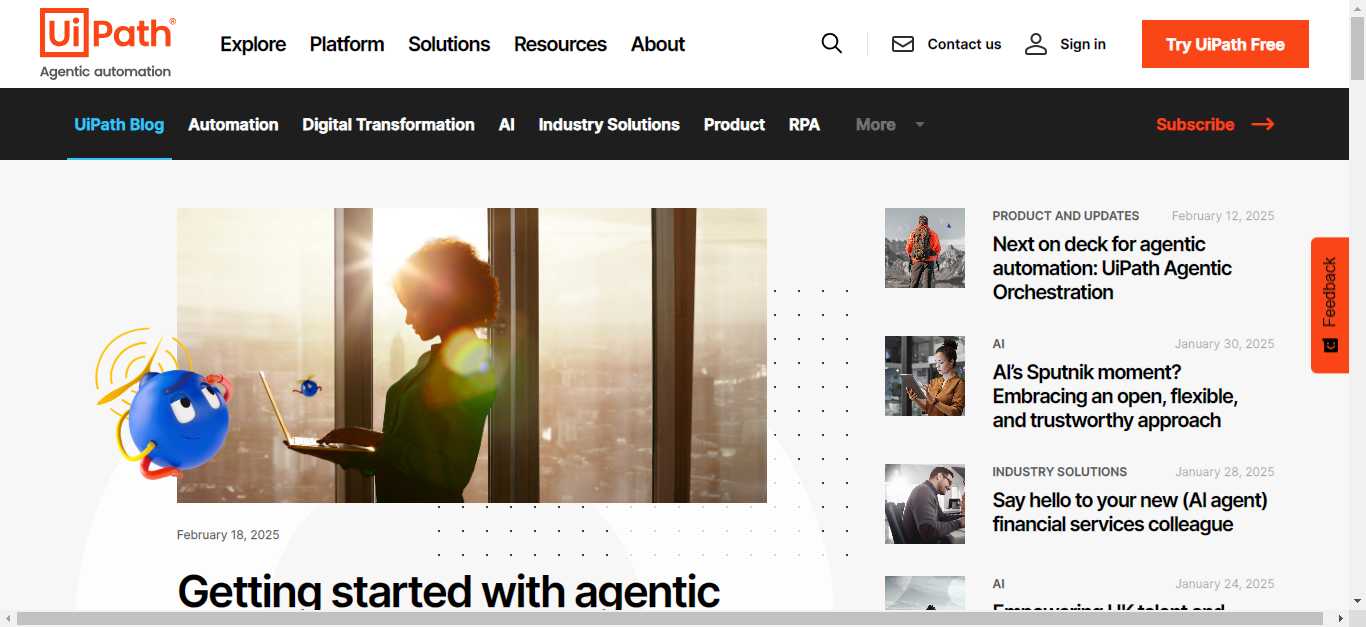 UiPath®
Agentic automation
Explore Platform Solutions Resources About
Contact us Sign in Try UiPath Free
UiPath Blog Automation Digital Transformation AI Industry Solutions Product RPA More Subscribe
February 18, 2025
Getting started with agentic
PRODUCT AND UPDATES February 12, 2025
Next on deck for agentic
automation: UiPath Agentic
Orchestration
AI January 30, 2025
AI’s Sputnik moment?
Embracing an open, flexible,
and trustworthy approach
INDUSTRY SOLUTIONS January 28, 2025
Say hello to your new (AI agent)
financial services colleague
AI January 24, 2025
Empowering UK talent and
Feedback